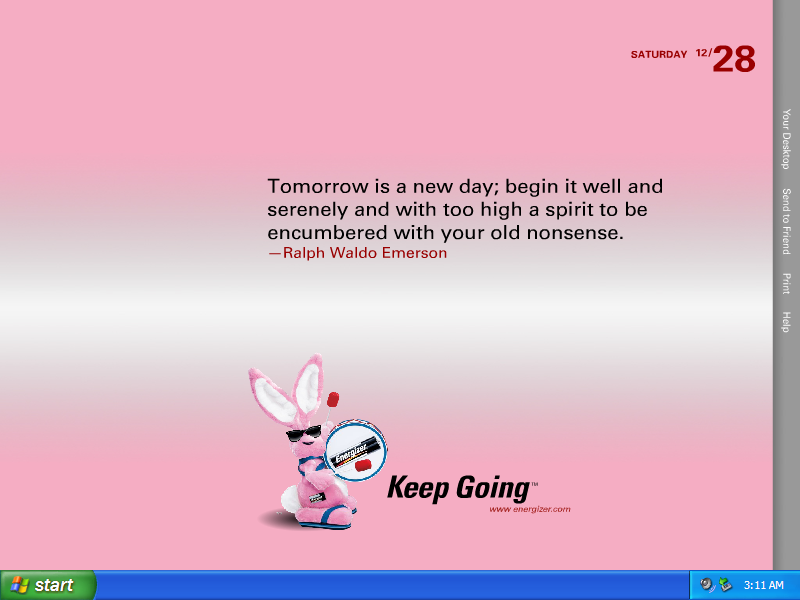 SATURDAY 12/28
Your Desktop
Send to Friend
Print
Help
Tomorrow is a new day; begin it well and
serenely and with too high a spirit to be
encumbered with your old nonsense.
—Ralph Waldo Emerson
Energizer
Keep Going™
www.energizer.com
start
3:11 AM